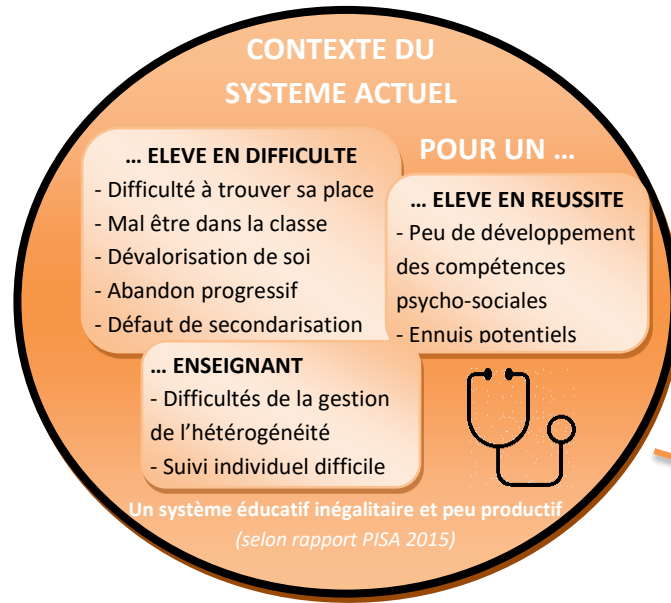 CONTEXTE DU
SYSTEME ACTUEL
POUR UN ...
... ELEVE EN DIFFICULTE
- Difficulté à trouver sa place
- Mal être dans la classe
- Dévalorisation de soi
- Abandon progressif
- Défaut de secondarisation
... ELEVE EN REUSSITE
- Peu de développement
des compétences
psycho-sociales
- Ennuis potentiels
... ENSEIGNANT
- Difficultés de la gestion
de l'hétérogénéité
- Suivi individuel difficile
Un système éducatif inégalitaire et peu productif
(selon rapport PISA 2015)